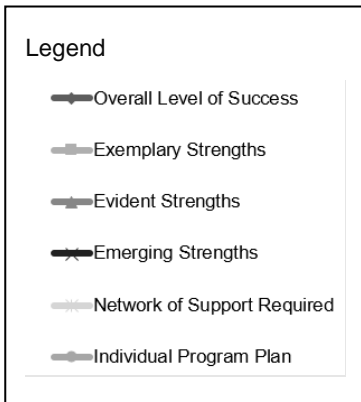 Legend
Overall Level of Success
Exemplary Strengths
Evident Strengths
Emerging Strengths
Network of Support Required
Individual Program Plan